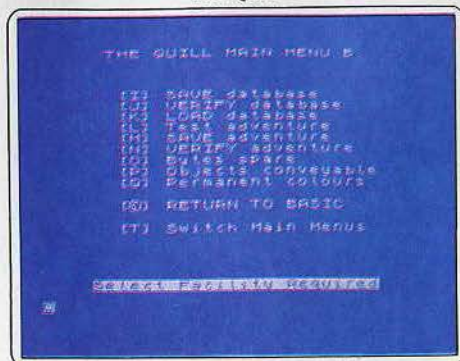 THE QUILL MAIN MENU B
[I] SAVE database
[J] VERIFY database
[K] LOAD database
[L] Test adventure
[M] SAVE adventure
[N] VERIFY adventure
[O] Bytes spare
[P] Objects conveyable
[Q] Permanent colours
[S] RETURN TO BASIC
[T] Switch Main Menus
Select Facility Required